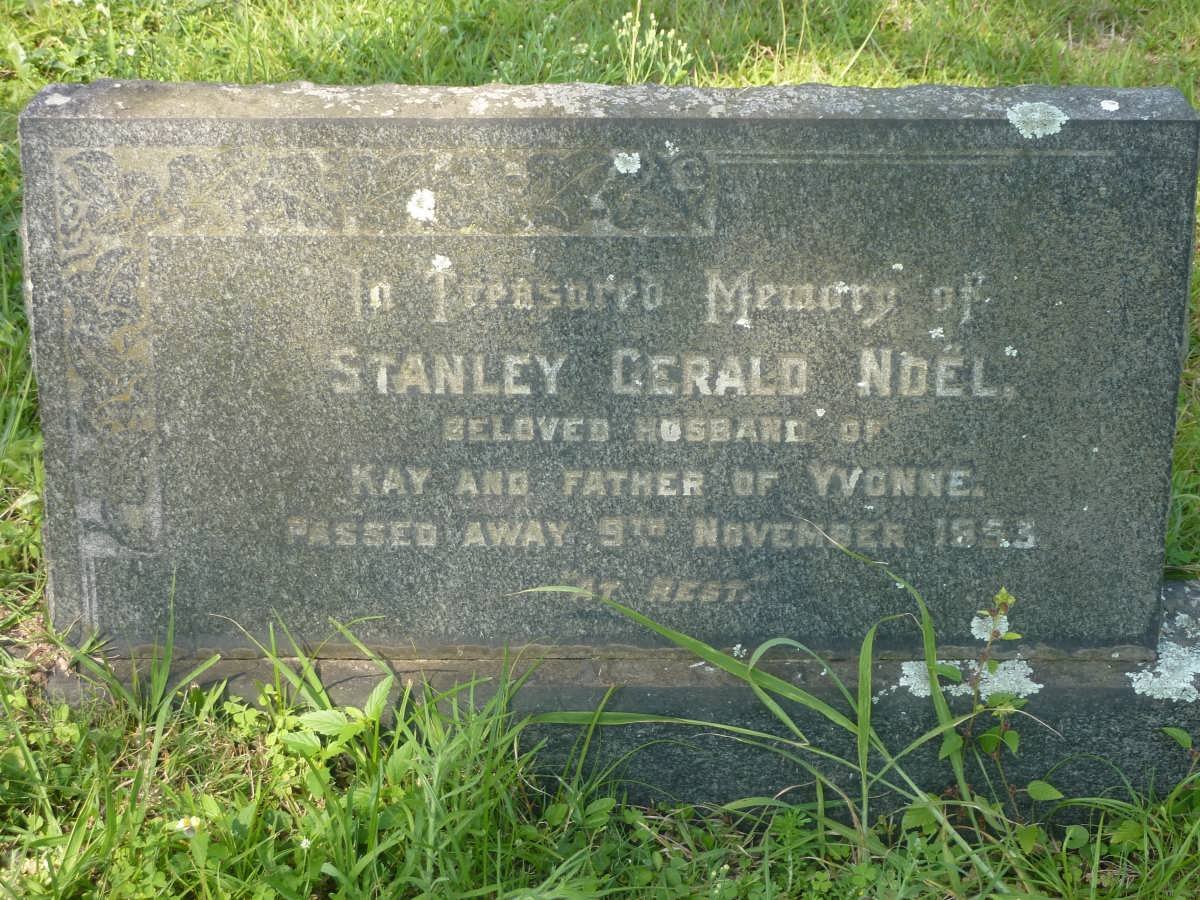 In Treasured Memory of
STANLEY GERALD NOËL,
BELOVED HUSBAND OF
KAY AND FATHER OF YVONNE.
PASSED AWAY 9TH NOVEMBER
"AT REST."